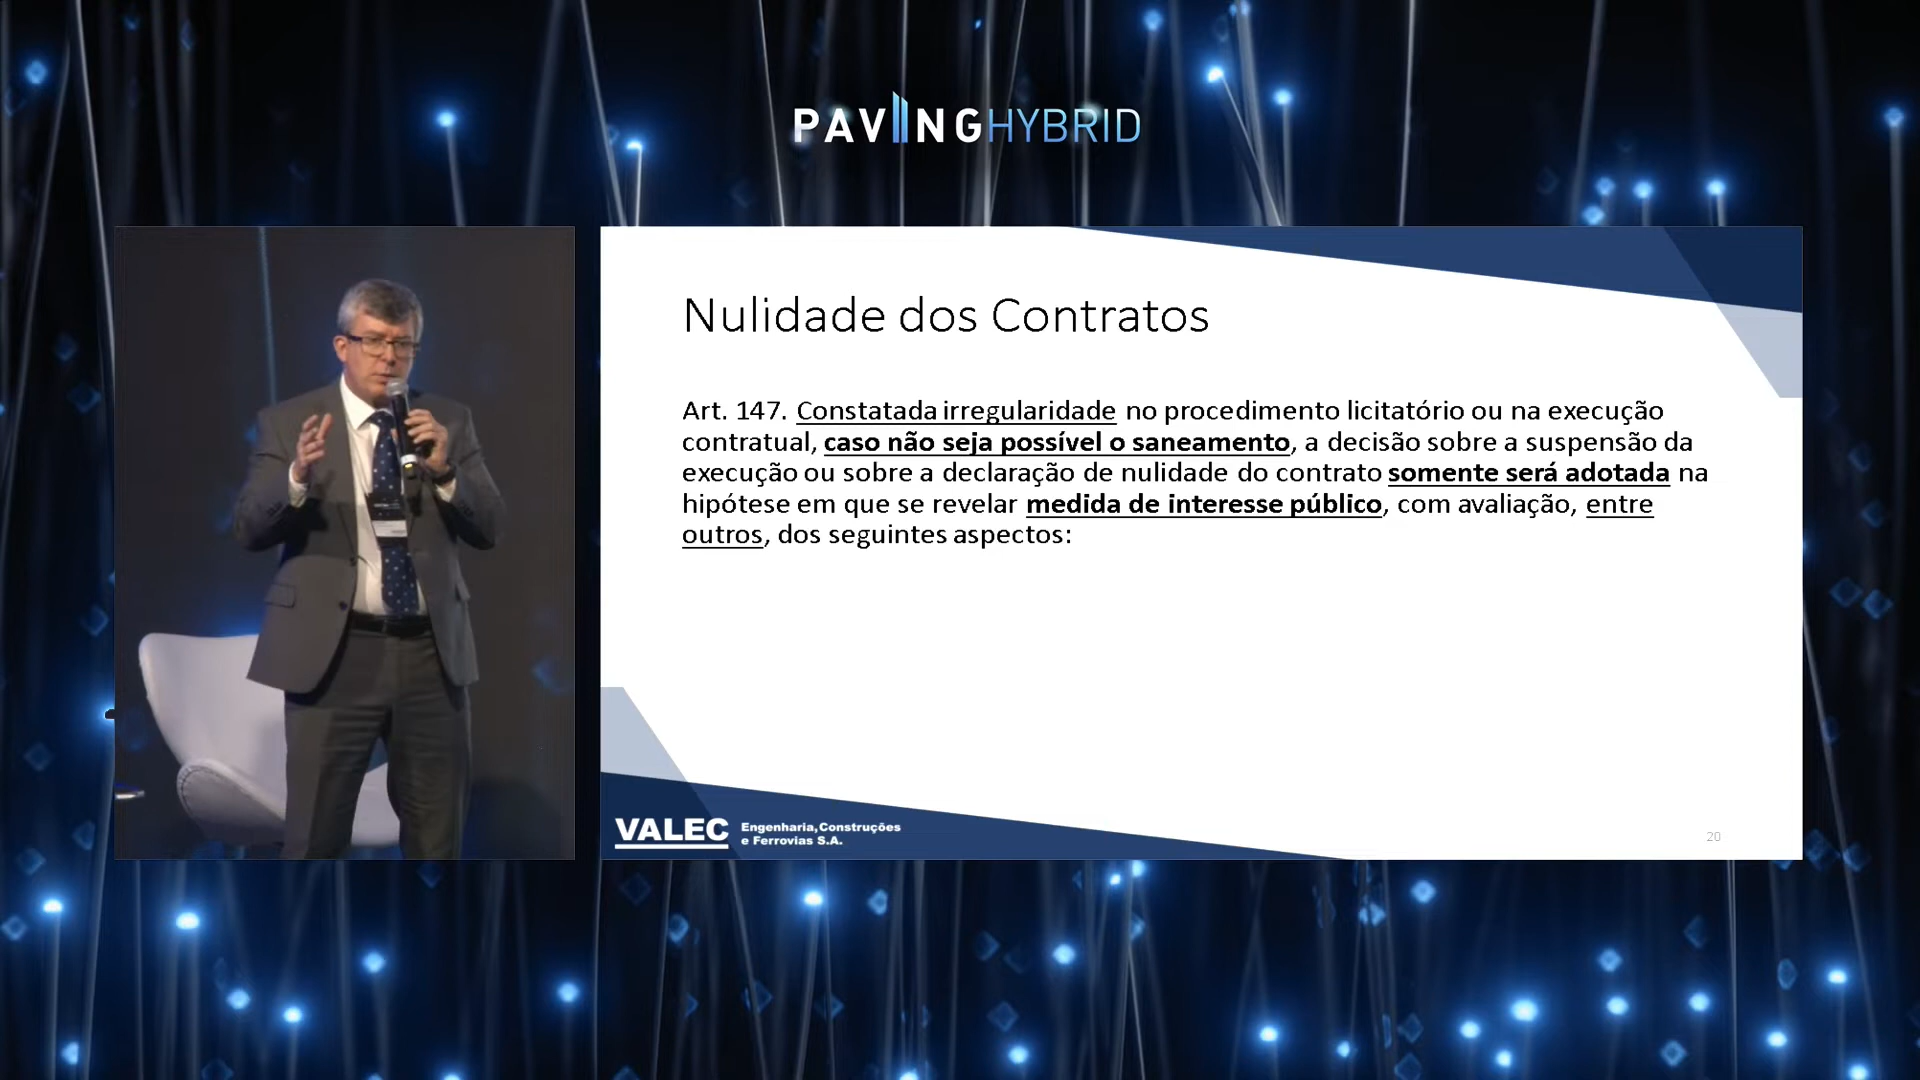 PAVINGHYBRID
Nulidade dos Contratos
Art. 147. Constatada irregularidade no procedimento licitatório ou na execução
contratual, caso não seja possível o saneamento, a decisão sobre a suspensão da
execução ou sobre a declaração de nulidade do contrato somente será adotada na
hipótese em que se revelar medida de interesse público, com avaliação, entre
outros, dos seguintes aspectos:
VALEC Engenharia, Construções
e Ferrovias S.A.
20